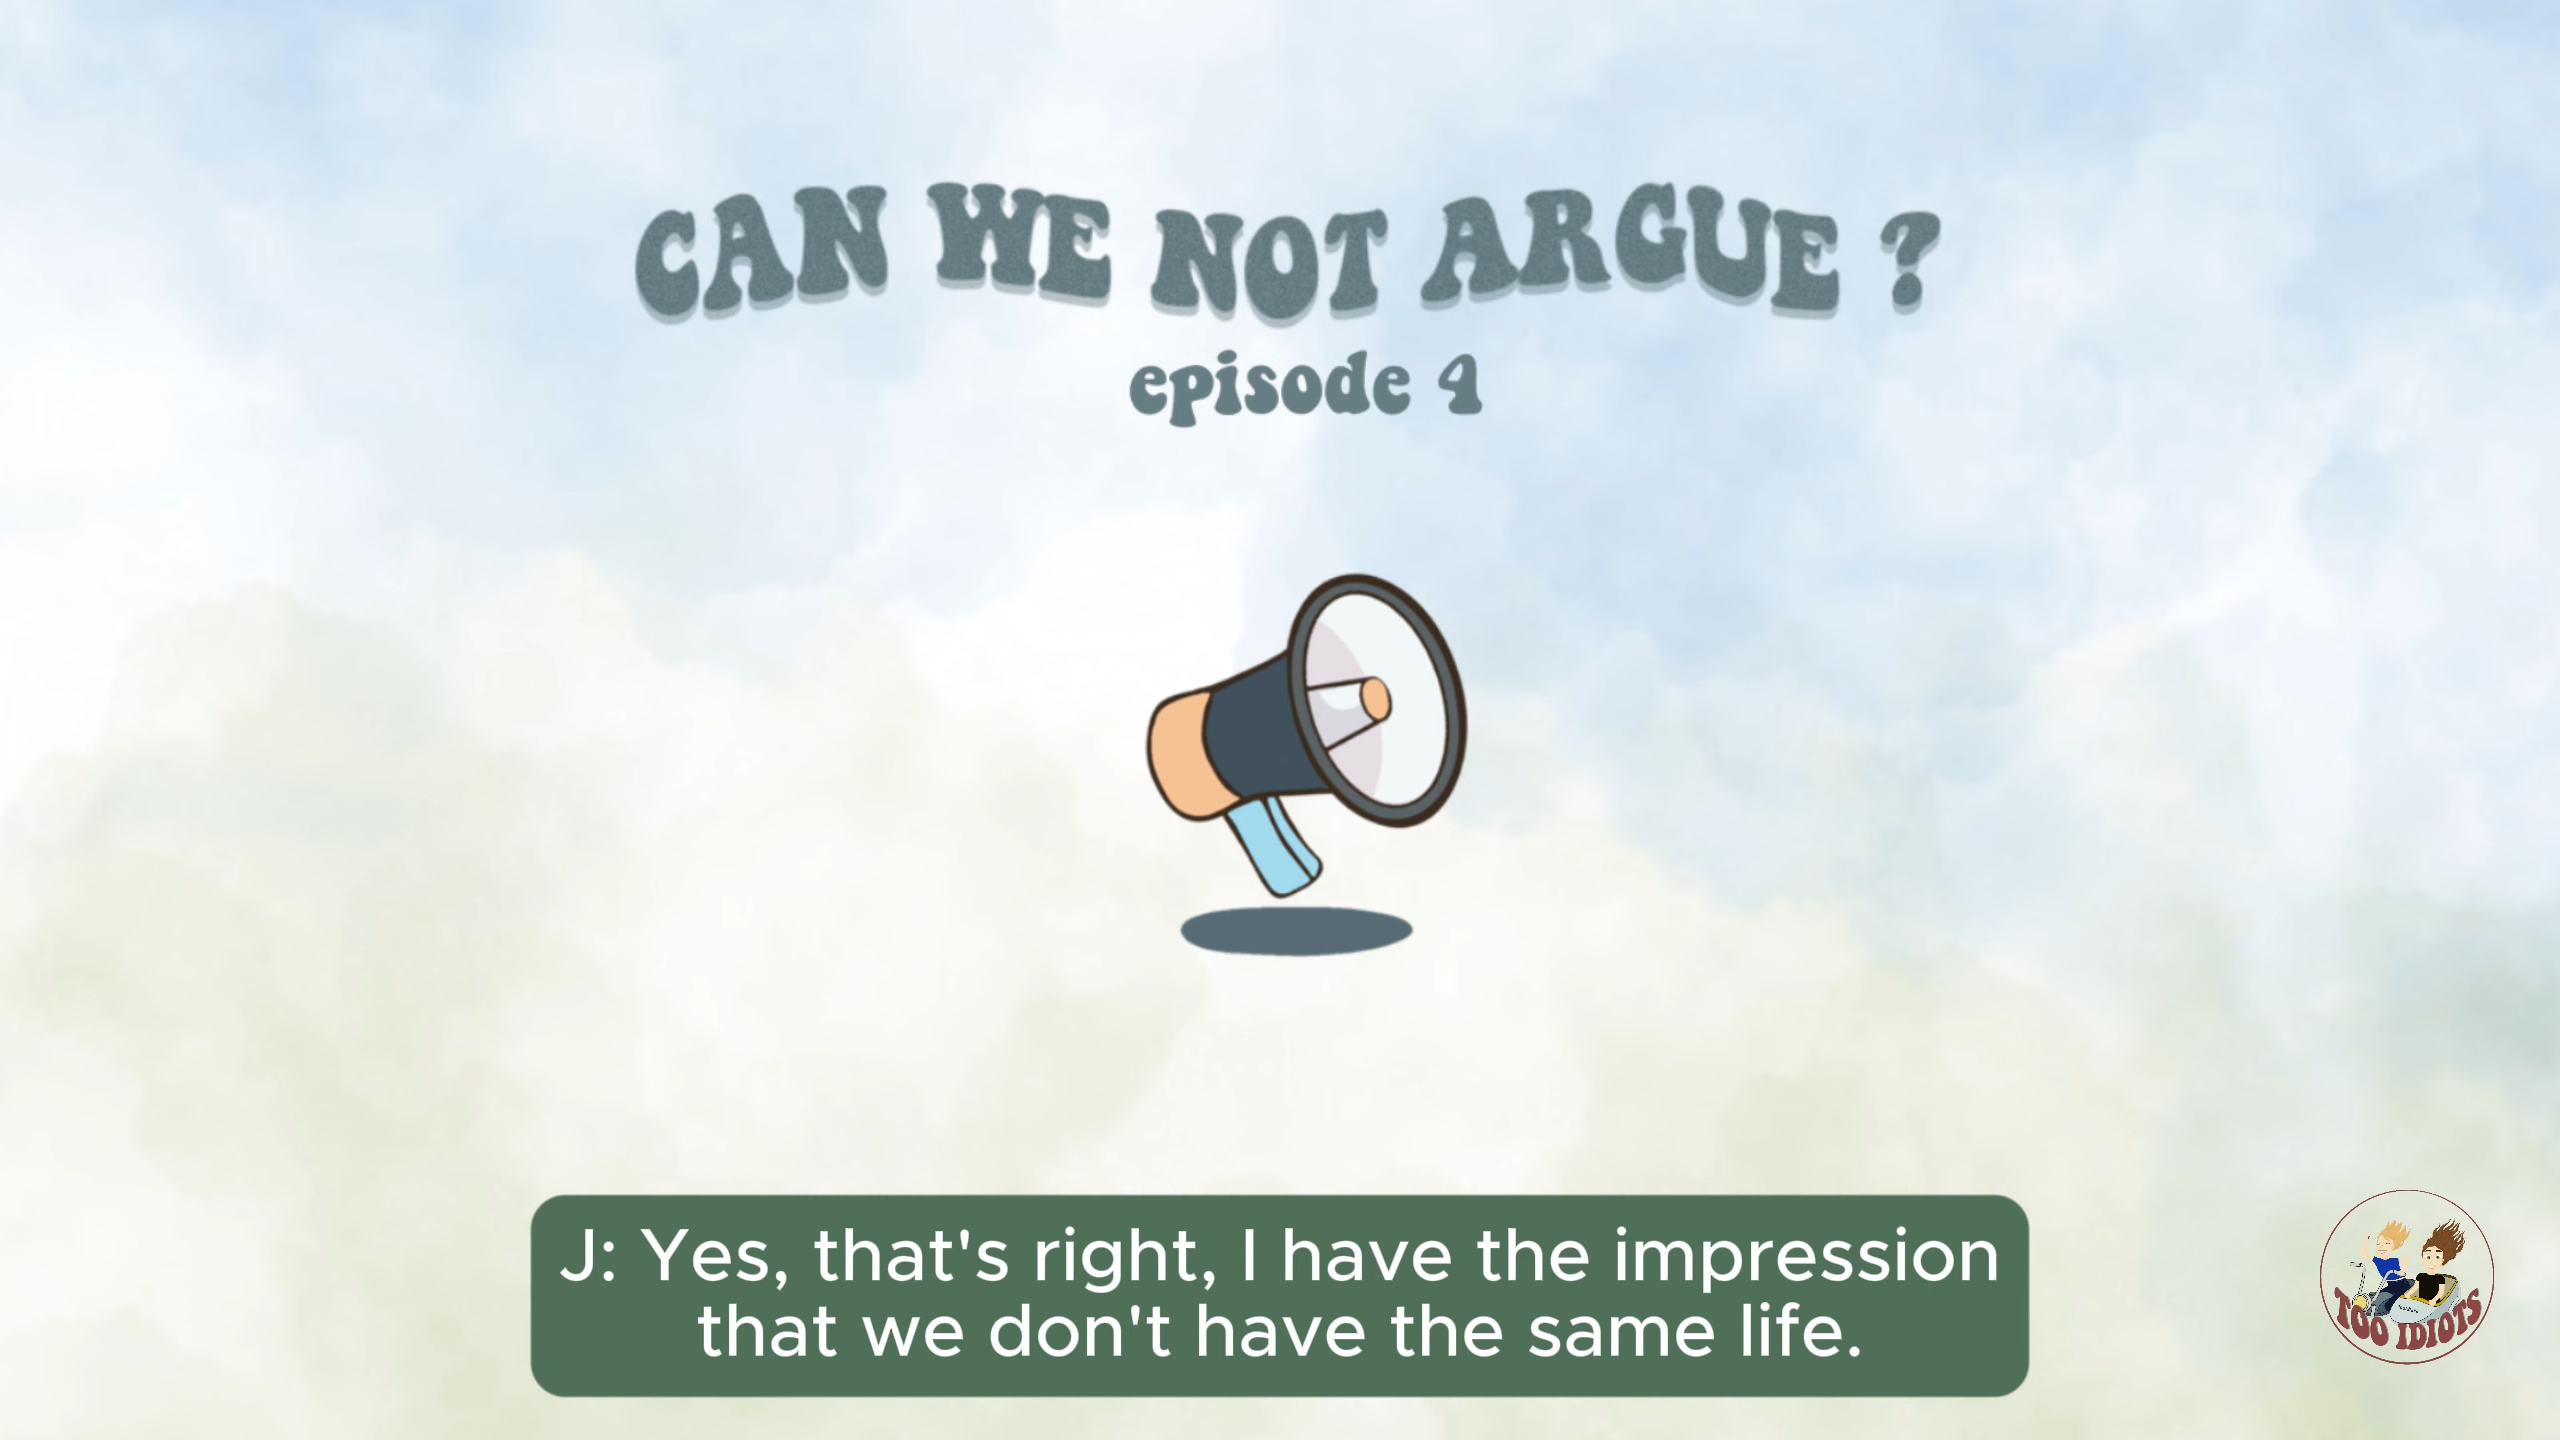 CAN WE NOT ARGUE ?
episode 4
J: Yes, that's right, I have the impression
that we don't have the same life.
TOO IDIOTS